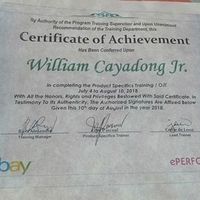 By Authority of the Program Training Supervision and Upon Unanimous
Recommendation of the Training Department, this
Certificate of Achievement
Has Been Conferred Upon
William Cayadong Jr.
In completing the Product Specifics Training / OJT
July 4 to August 10, 2018
With All the Honors, Rights and Privileges Bestowed With Said Certificate. In
Testimony To Its Authenticity, The Authorized Signatures Are Affixed Below
Given This 10th day of August in the year 2018.
Training Manager
Product Specifics Trainer
Lead Trainer
bay
ePERFO